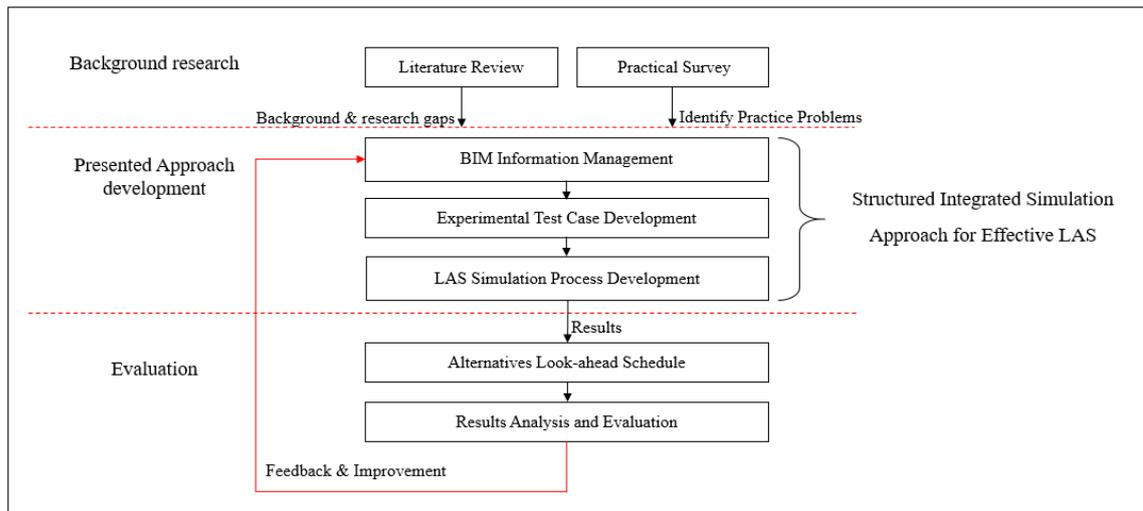 Background research
Literature Review
Practical Survey
Background & research gaps
Identify Practice Problems
Presented Approach
development
BIM Information Management
Experimental Test Case Development
LAS Simulation Process Development
Structured Integrated Simulation
Approach for Effective LAS
Results
Evaluation
Alternatives Look-ahead Schedule
Results Analysis and Evaluation
Feedback & Improvement